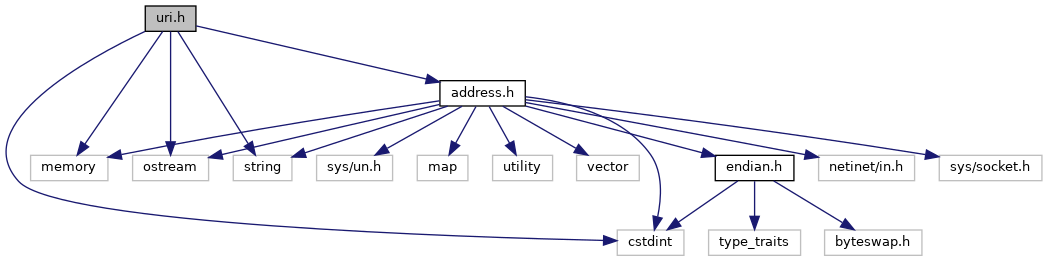 uri.h
address.h
memory
ostream
string
sys/un.h
map
utility
vector
endian.h
netinet/in.h
sys/socket.h
cstdint
type_traits
byteswap.h